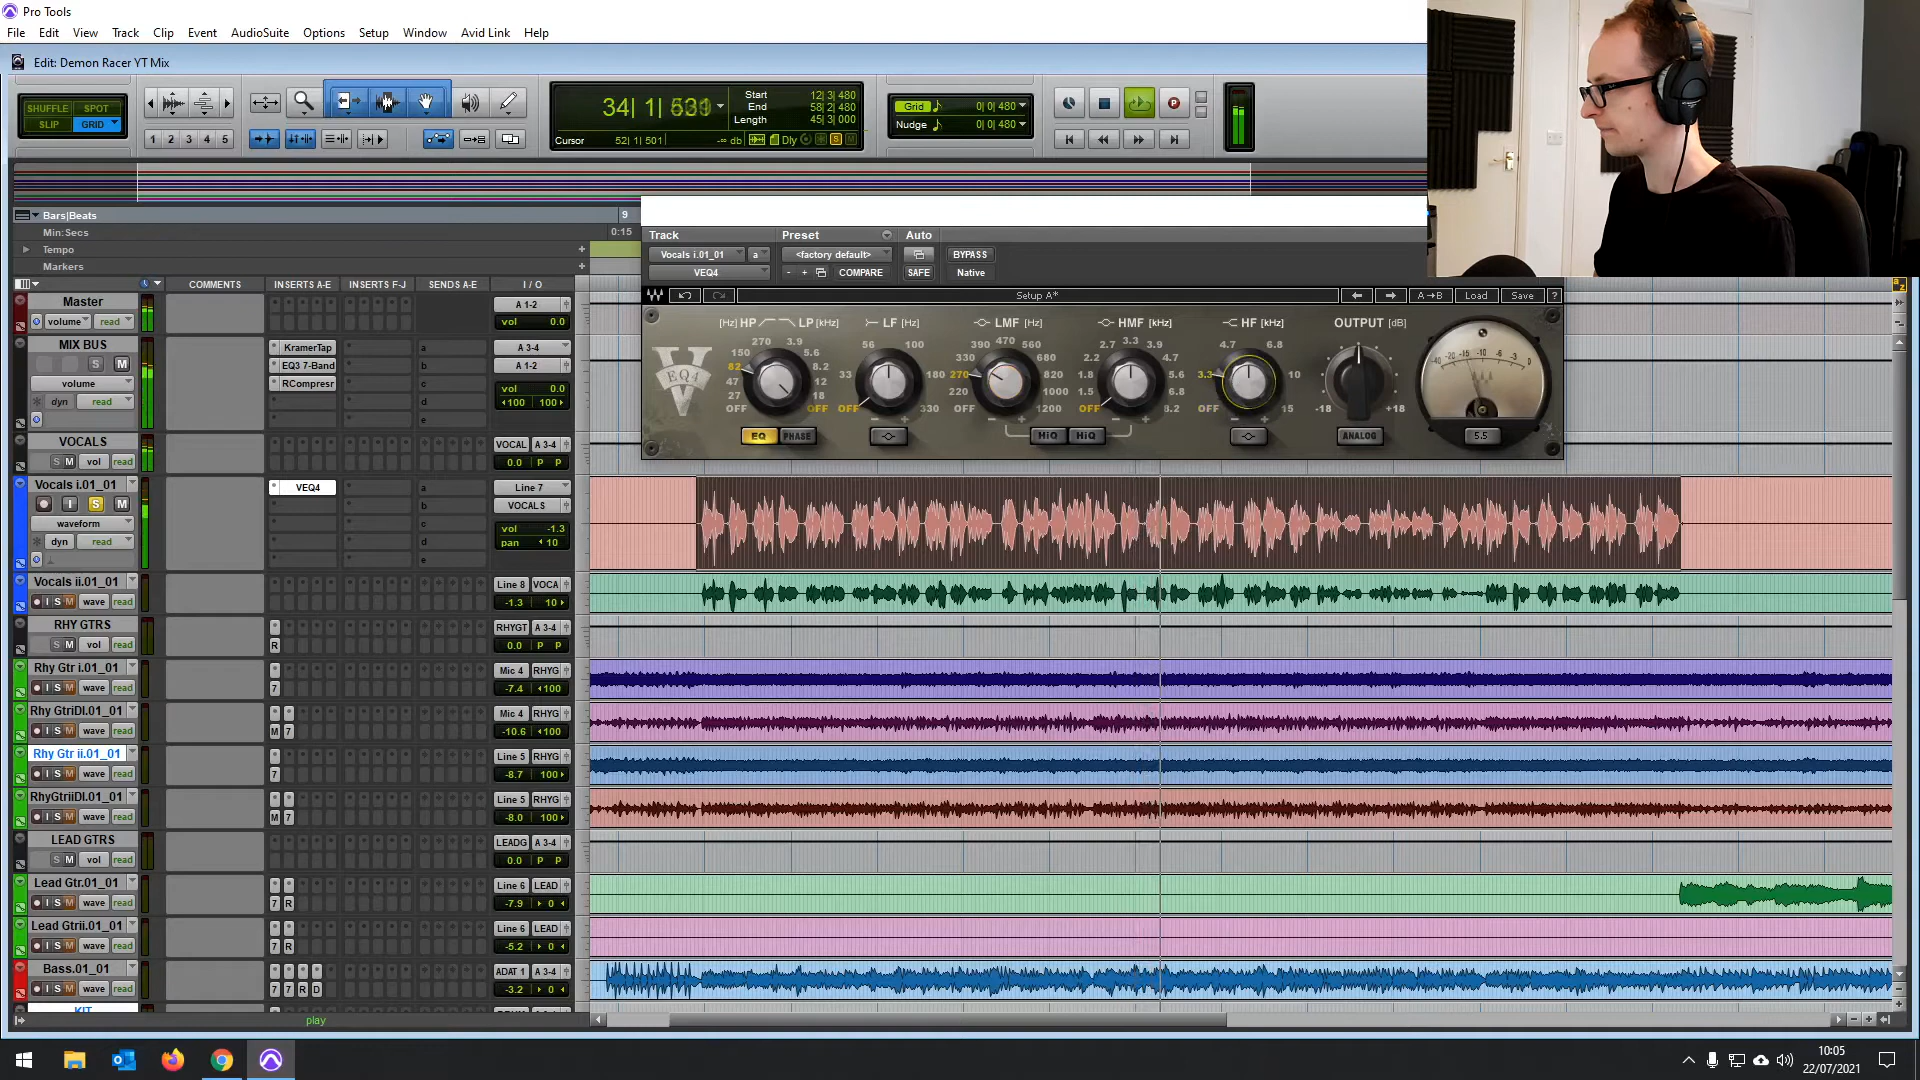 Pro Tools
File Edit View Track Clip Event AudioSuite Options Setup Window Avid Link Help
Edit: Demon Racer YT Mix
SHUFFLE SPOT
SLIP GRID
1 2 3 4 5
34| 1|
Start 12| 3| 480
End 58| 2| 480
Length 45| 3| 000
Cursor 52| 1| 501 -∞ db Dly S M
Grid 0| 0| 480
Nudge 0| 0| 480
Bars|Beats 9
Min:Secs 0:15
Tempo
Markers
COMMENTS INSERTS A-E INSERTS F-J SENDS A-E I / O
Track Preset Auto
Vocals i.01_01 a <factory default> BYPASS
VEQ4 - + COMPARE SAFE Native
Setup A* A→B Load Save ?
[Hz] HP LP [kHz] LF [Hz] LMF [Hz] HMF [kHz] HF [kHz] OUTPUT [dB]
270 3.9 150 5.6 82 8.2 47 12 27 18 OFF OFF
56 100 33 180 OFF 330
470 390 560 330 680 270 820 220 1000 OFF 1200
3.3 2.7 3.9 2.2 4.7 1.8 5.6 1.5 6.8 OFF 8.2
4.7 6.8 3.3 10 OFF 15
-18 +18
V EQ4
EQ PHASE HiQ HiQ ANALOG 5.5
Master
volume read
A 1-2
vol 0.0
MIX BUS
S M
volume
dyn read
KramerTap
EQ3 7-Band
RCompresr
a b c d e
A 3-4
A 1-2
vol 0.0
100 100
VOCALS
S M vol read
VOCAL A 3-4
0.0 P P
Vocals i.01_01
I S M
waveform
dyn read
VEQ4
a b c d e
Line 7
VOCALS
vol -1.3
pan 10
Vocals ii.01_01
I S M wave read
Line 8 VOCA
-1.3 10
RHY GTRS
S M vol read
R
RHYGT A 3-4
0.0 P P
Rhy Gtr i.01_01
I S M wave read
7
Mic 4 RHYG
-7.4 100
Rhy GtriDI.01_01
I S M wave read
M 7
Mic 4 RHYG
-10.6 100
Rhy Gtr ii.01_01
I S M wave read
7
Line 5 RHYG
-8.7 100
RhyGtriiDI.01_01
I S M wave read
M 7
Line 5 RHYG
-8.0 100
LEAD GTRS
S M vol read
LEADG A 3-4
0.0 P P
Lead Gtr.01_01
I S M wave read
7 R
Line 6 LEAD
-7.9 0
Lead Gtrii.01_01
I S M wave read
7 R
Line 6 LEAD
-5.2 0
Bass.01_01
I S M wave read
7 7 R D
ADAT 1 A 3-4
-3.2 0
KIT
play
10:05
22/07/2021